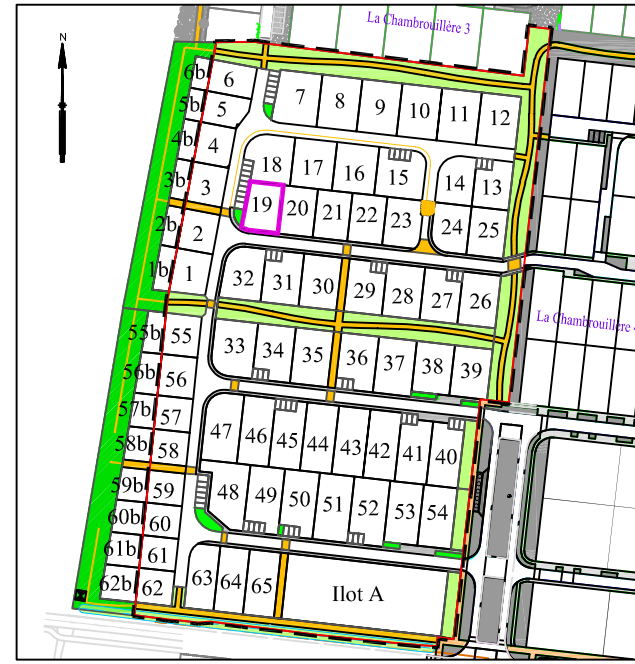 La Chambrouillère 3
N
6b 6 7 8 9 10 11 12
5b 5
4b 4 18 17 16 15 14 13
3b 3 19 20 21 22 23 24 25
2b 2
1b 1 32 31 30 29 28 27 26
La Chambrouillère
55b 55 33 34 35 36 37 38 39
56b 56
57b 57 47 46 45 44 43 42 41 40
58b 58
59b 59 48 49 50 51 52 53 54
60b 60
61b 61
62b 62 63 64 65 Ilot A